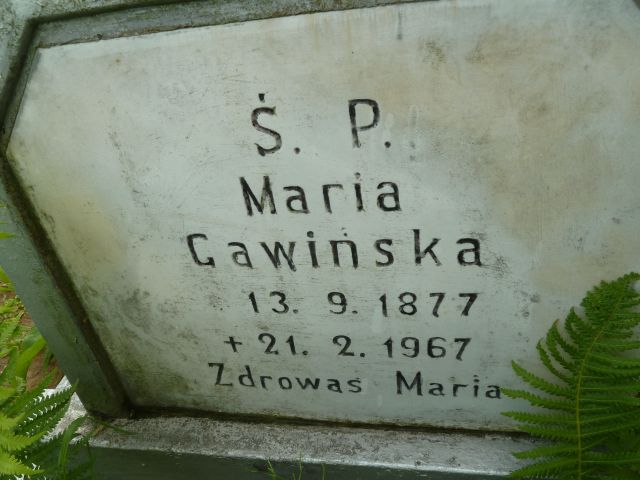 Ś. P.
Maria
Gawińska
13. 9. 1877
+ 21. 2. 1967
Zdrowas Maria